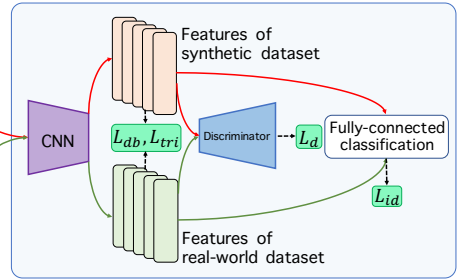 Features of
synthetic dataset
CNN
L_db, L_tri
Discriminator
L_d
Fully-connected
classification
L_id
Features of
real-world dataset